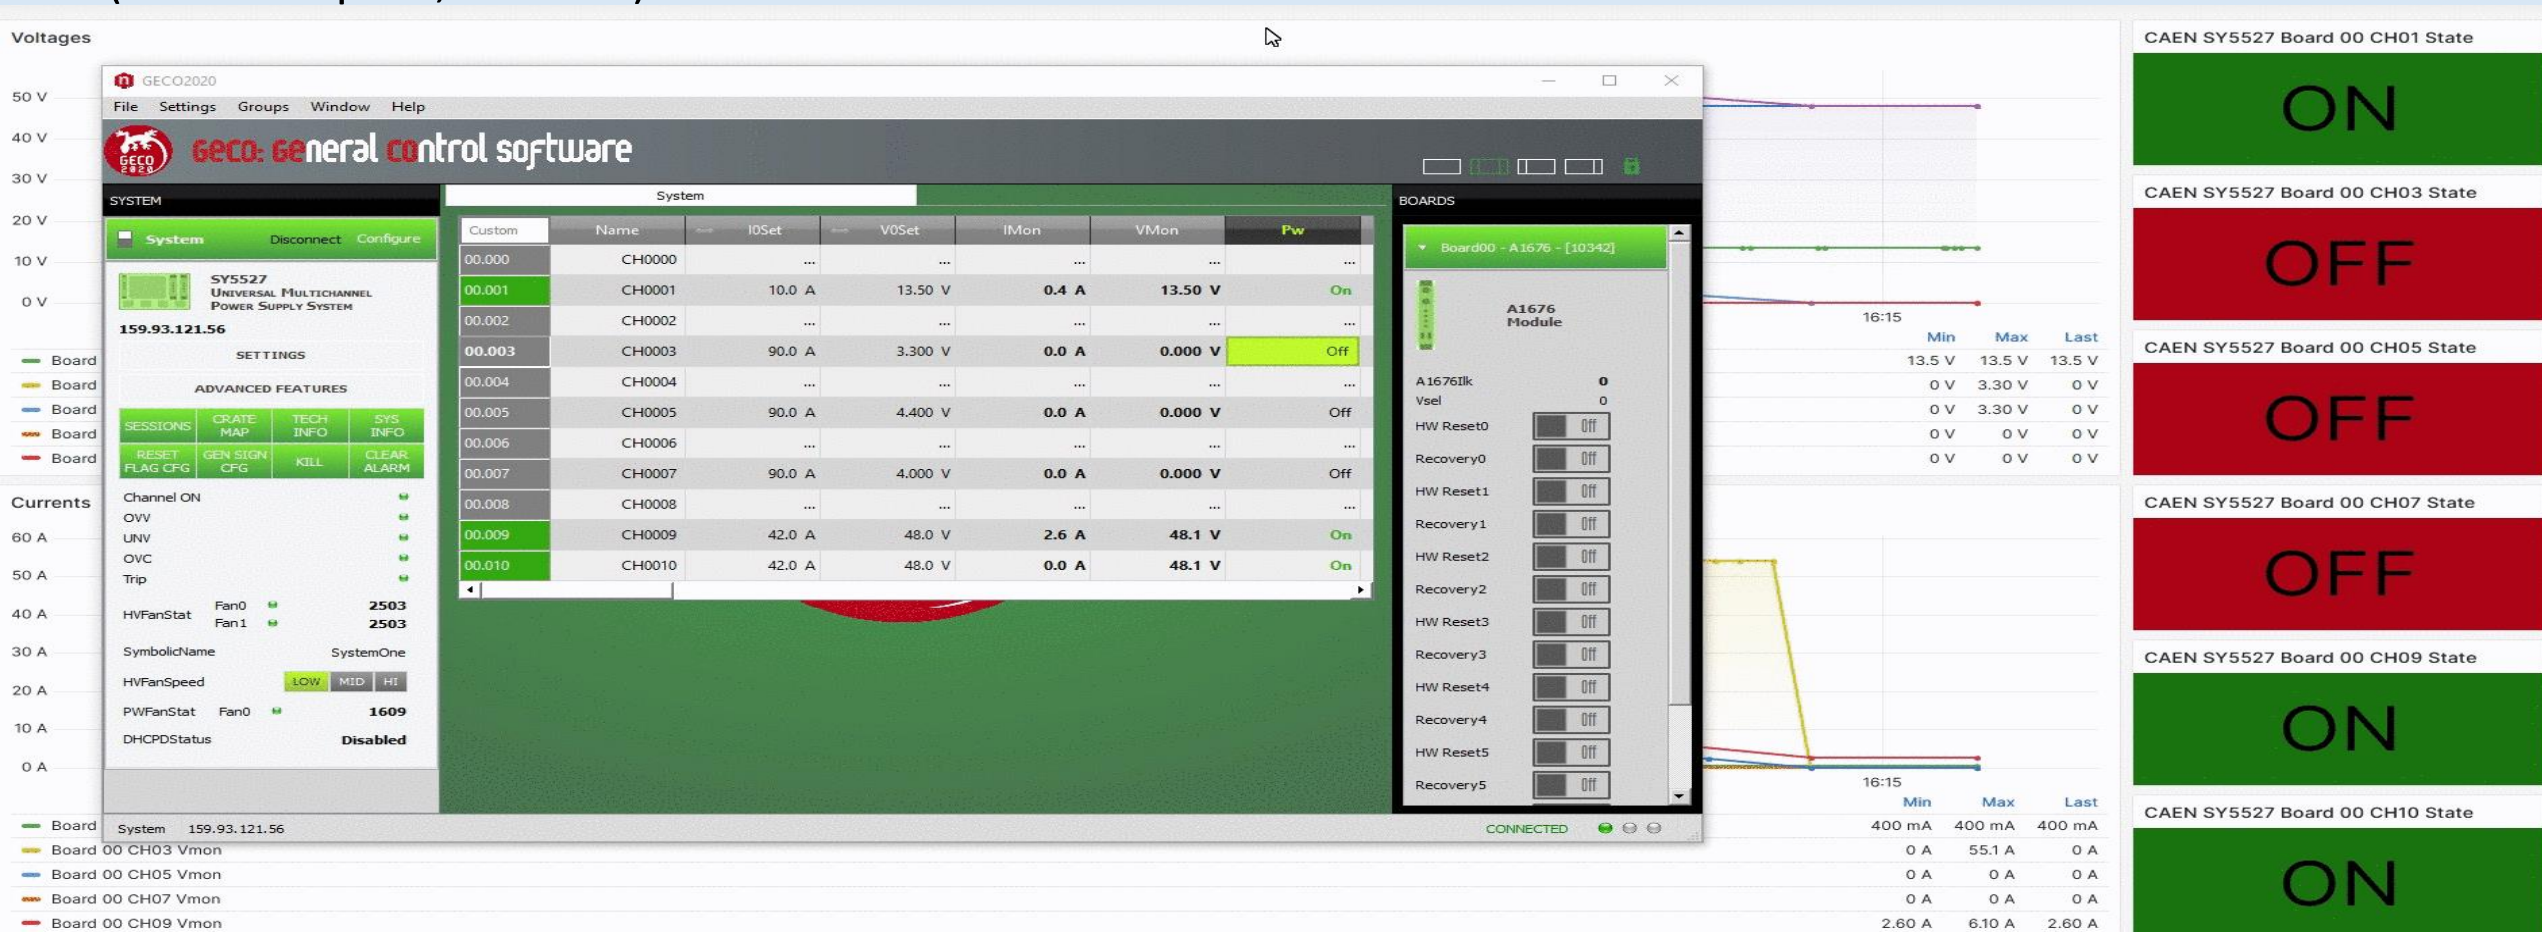 Voltages
50 V
40 V
30 V
20 V
10 V
0 V
Board
Board
Board
Board
Board
GECO2020
File Settings Groups Window Help
GECO 2020
Geco: General control software
SYSTEM
System Disconnect Configure
SY5527
Universal Multichannel
Power Supply System
159.93.121.56
SETTINGS
ADVANCED FEATURES
SESSIONS CRATE MAP TECH INFO SYS INFO
RESET FLAG CFG GEN SIGN CFG KILL CLEAR ALARM
Channel ON
OVV
UNV
OVC
Trip
HVFanStat Fan0 2503
Fan1 2503
SymbolicName SystemOne
HVFanSpeed LOW MID HI
PWFanStat Fan0 1609
DHCPDStatus Disabled
System
Custom Name I0Set V0Set IMon VMon Pw
00.000 CH0000 ... ... ... ... ...
00.001 CH0001 10.0 A 13.50 V 0.4 A 13.50 V On
00.002 CH0002 ... ... ... ... ...
00.003 CH0003 90.0 A 3.300 V 0.0 A 0.000 V Off
00.004 CH0004 ... ... ... ... ...
00.005 CH0005 90.0 A 4.400 V 0.0 A 0.000 V Off
00.006 CH0006 ... ... ... ... ...
00.007 CH0007 90.0 A 4.000 V 0.0 A 0.000 V Off
00.008 CH0008 ... ... ... ... ...
00.009 CH0009 42.0 A 48.0 V 2.6 A 48.1 V On
00.010 CH0010 42.0 A 48.0 V 0.0 A 48.1 V On
BOARDS
Board00 - A1676 - [10342]
A1676
Module
A1676Ilk 0
Vsel 0
HW Reset0 Off
Recovery0 Off
HW Reset1 Off
Recovery1 Off
HW Reset2 Off
Recovery2 Off
HW Reset3 Off
Recovery3 Off
HW Reset4 Off
Recovery4 Off
HW Reset5 Off
Recovery5 Off
System 159.93.121.56 CONNECTED
16:15
Min Max Last
13.5 V 13.5 V 13.5 V
0 V 3.30 V 0 V
0 V 3.30 V 0 V
0 V 0 V 0 V
0 V 0 V 0 V
Currents
60 A
50 A
40 A
30 A
20 A
10 A
0 A
16:15
Min Max Last
Board 400 mA 400 mA 400 mA
Board 00 CH03 Vmon 0 A 55.1 A 0 A
Board 00 CH05 Vmon 0 A 0 A 0 A
Board 00 CH07 Vmon 0 A 0 A 0 A
Board 00 CH09 Vmon 2.60 A 6.10 A 2.60 A
CAEN SY5527 Board 00 CH01 State
ON
CAEN SY5527 Board 00 CH03 State
OFF
CAEN SY5527 Board 00 CH05 State
OFF
CAEN SY5527 Board 00 CH07 State
OFF
CAEN SY5527 Board 00 CH09 State
ON
CAEN SY5527 Board 00 CH10 State
ON